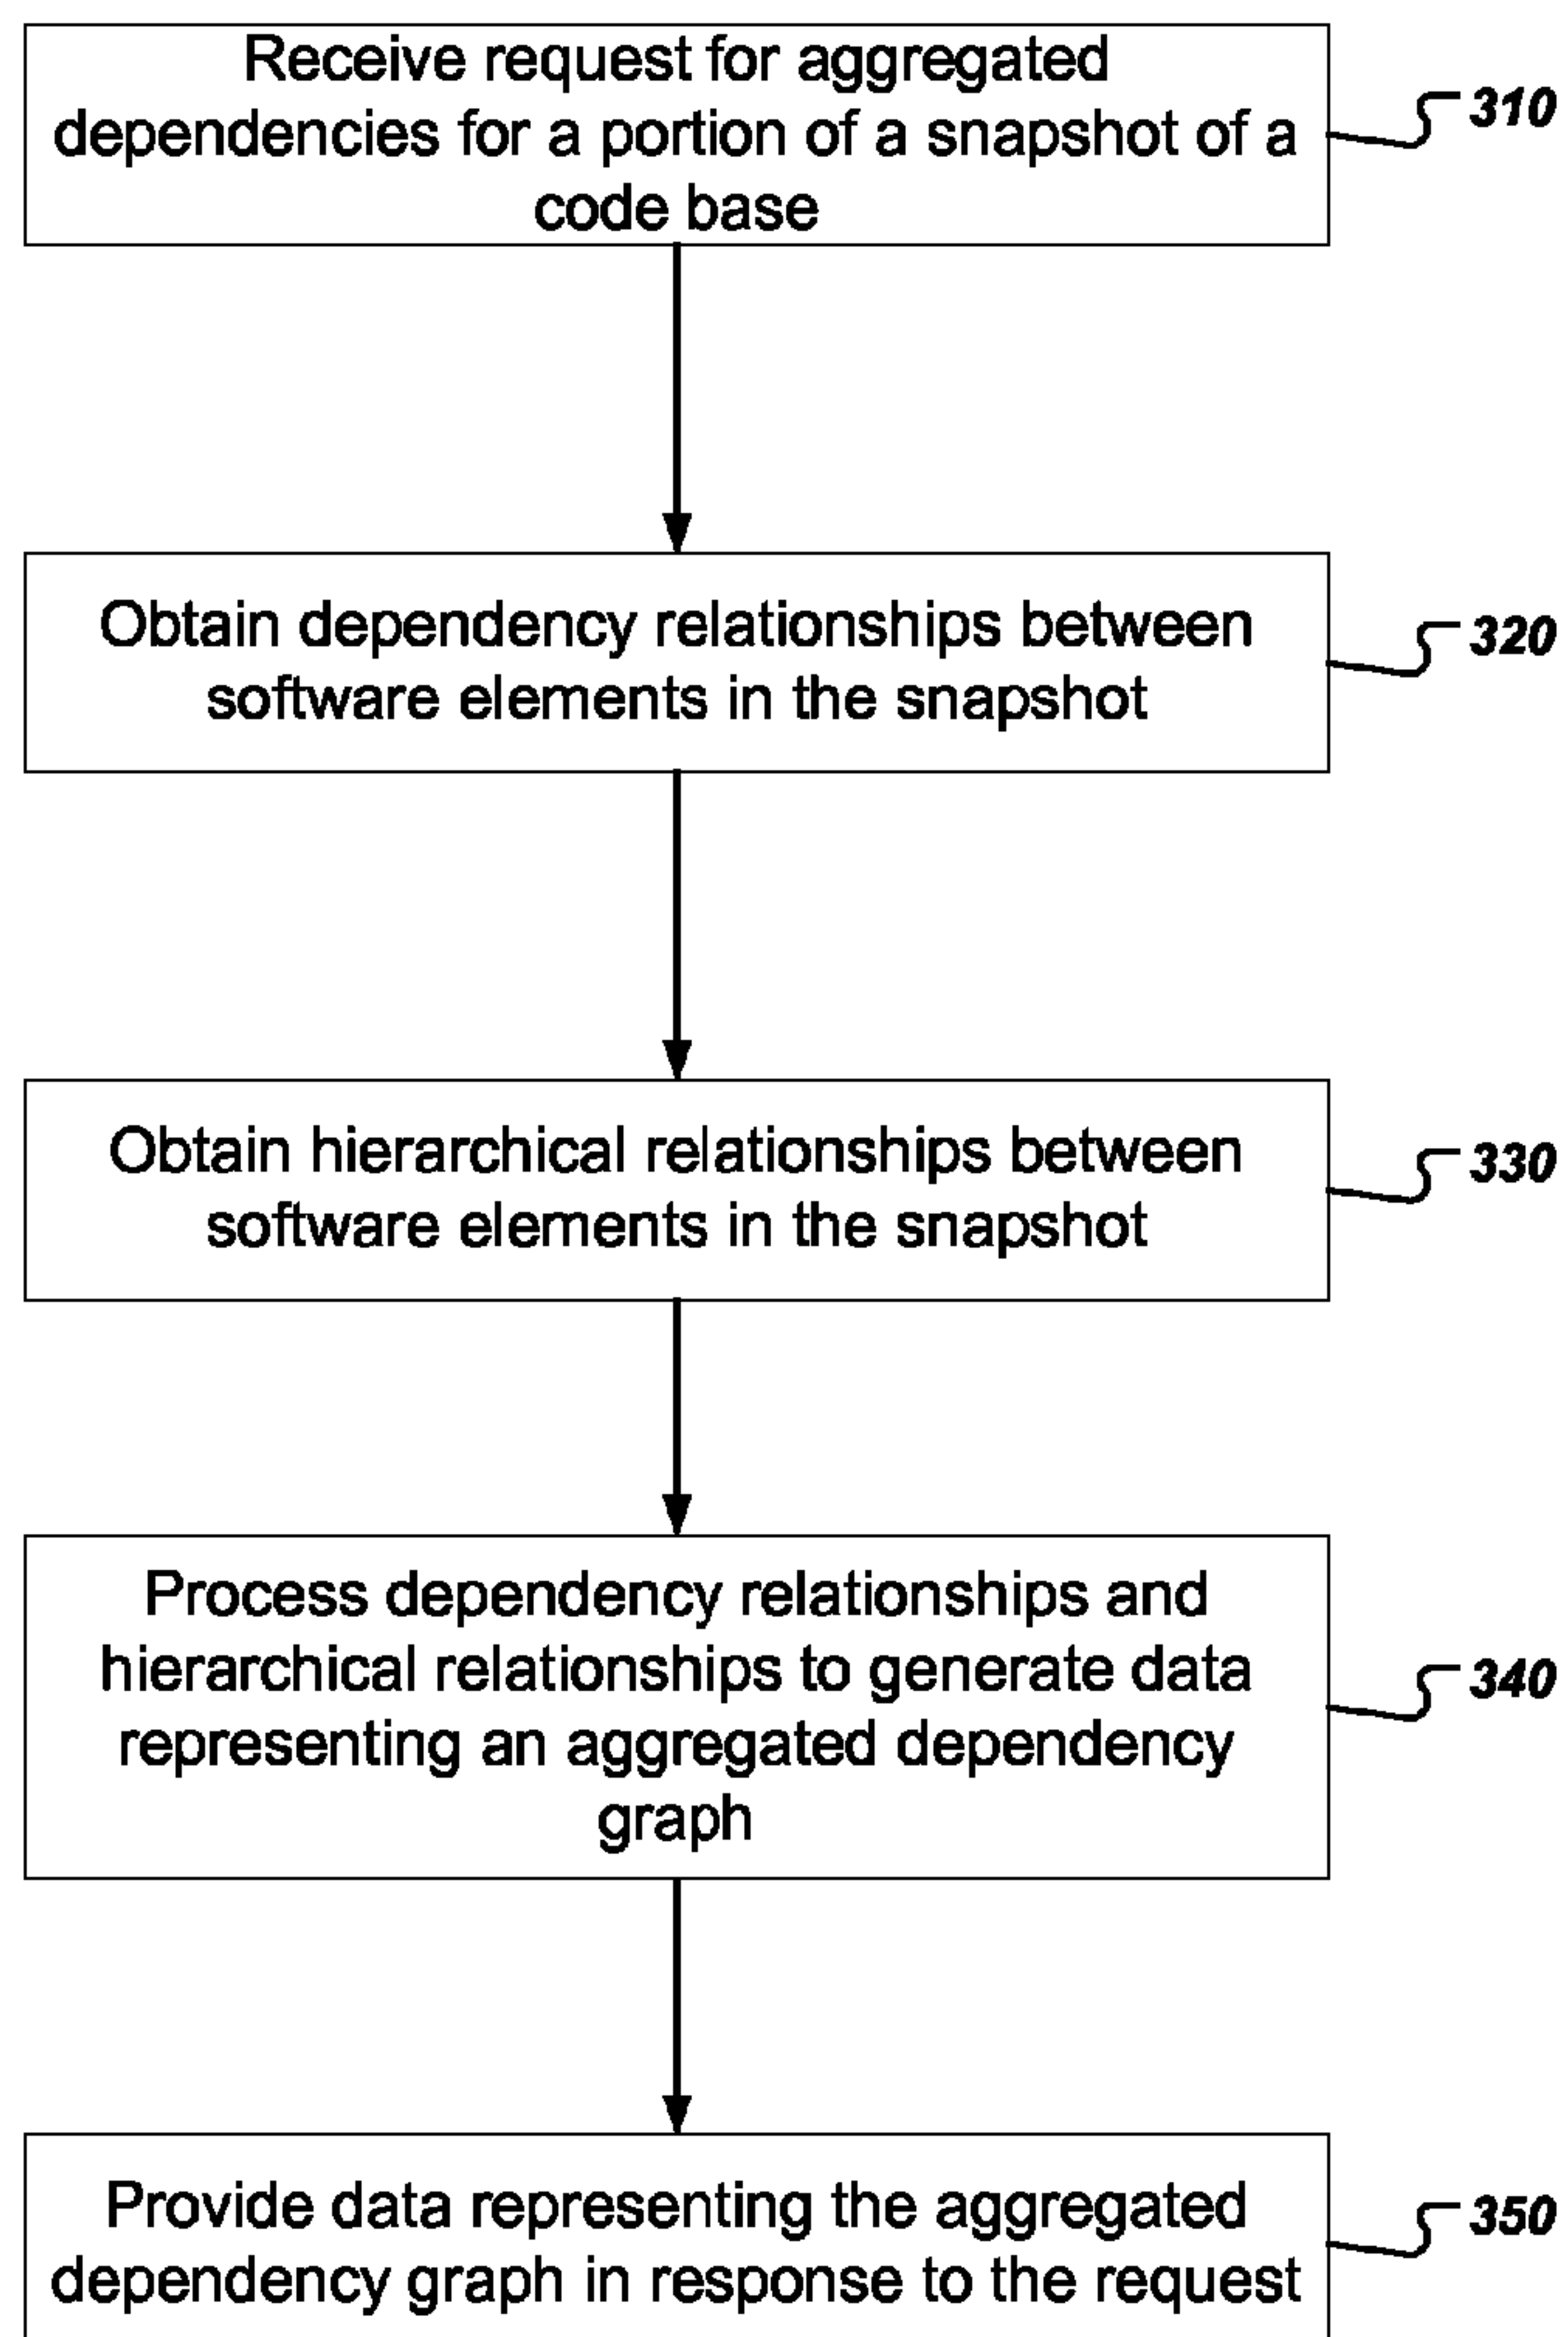 Receive request for aggregated
dependencies for a portion of a snapshot of a
code base
310
Obtain dependency relationships between
software elements in the snapshot
320
Obtain hierarchical relationships between
software elements in the snapshot
330
Process dependency relationships and
hierarchical relationships to generate data
representing an aggregated dependency
graph
340
Provide data representing the aggregated
dependency graph in response to the request
350